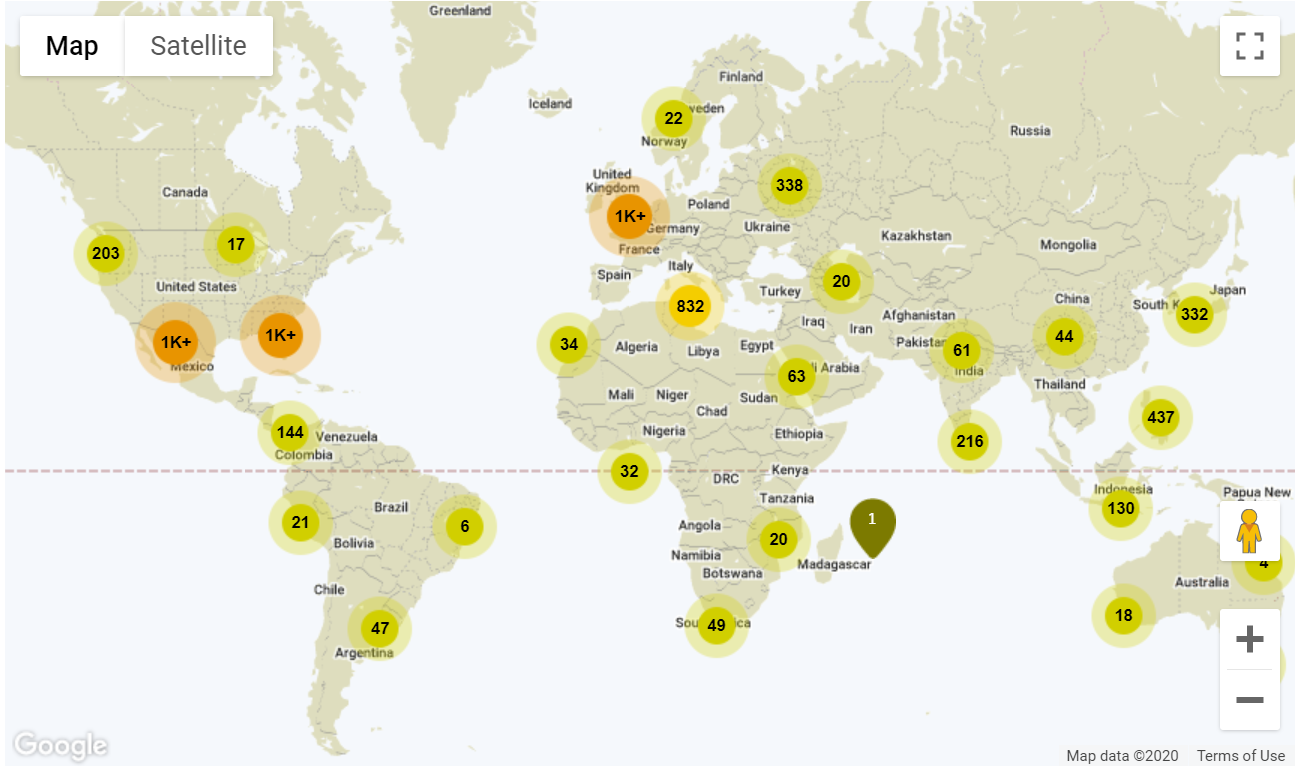 Greenland
Map Satellite
Finland
Iceland
weden
22
Norway
Russia
United
Kingdom
338
Canada
Poland
1K+
Germany
Ukraine
Kazakhstan
Mongolia
203
17
France
Italy
Spain
20
United States
Turkey
China
Japan
832
South K
332
Iraq
Iran
Afghanistan
1K+
1K+
34
Algeria
Libya
Egypt
Pakistan
61
44
Mexico
India
63
di Arabia
Thailand
Mali
Niger
Sudan
Chad
437
144
Venezuela
Nigeria
Ethiopia
216
Colombia
32
DRC
Kenya
Indonesia
Papua New
Tanzania
130
Brazil
21
6
Angola
1
20
Bolivia
Namibia
Madagascar
4
Botswana
Australia
Chile
18
47
49
Sou
ica
Argentina
Google
Map data ©2020 Terms of Use